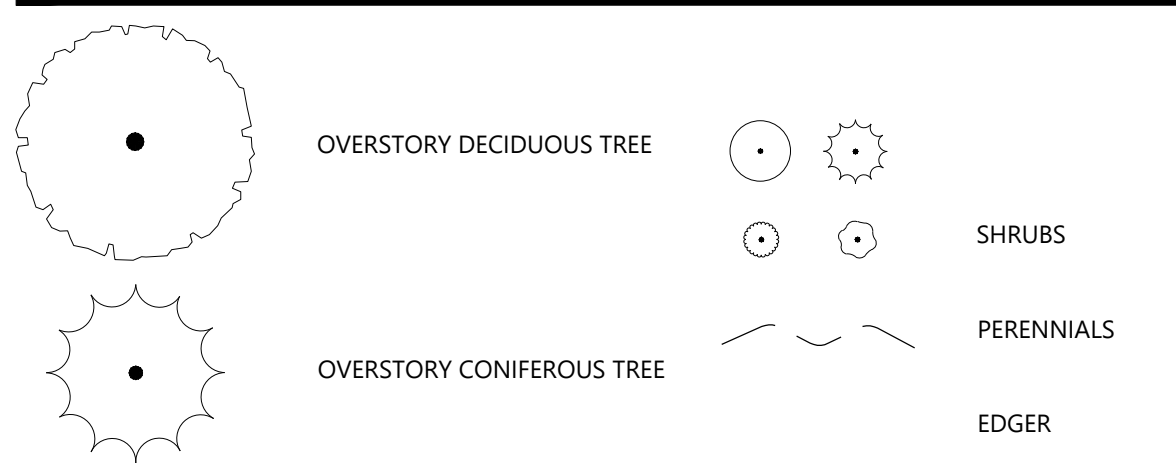 OVERSTORY DECIDUOUS TREE
OVERSTORY CONIFEROUS TREE
SHRUBS
PERENNIALS
EDGER